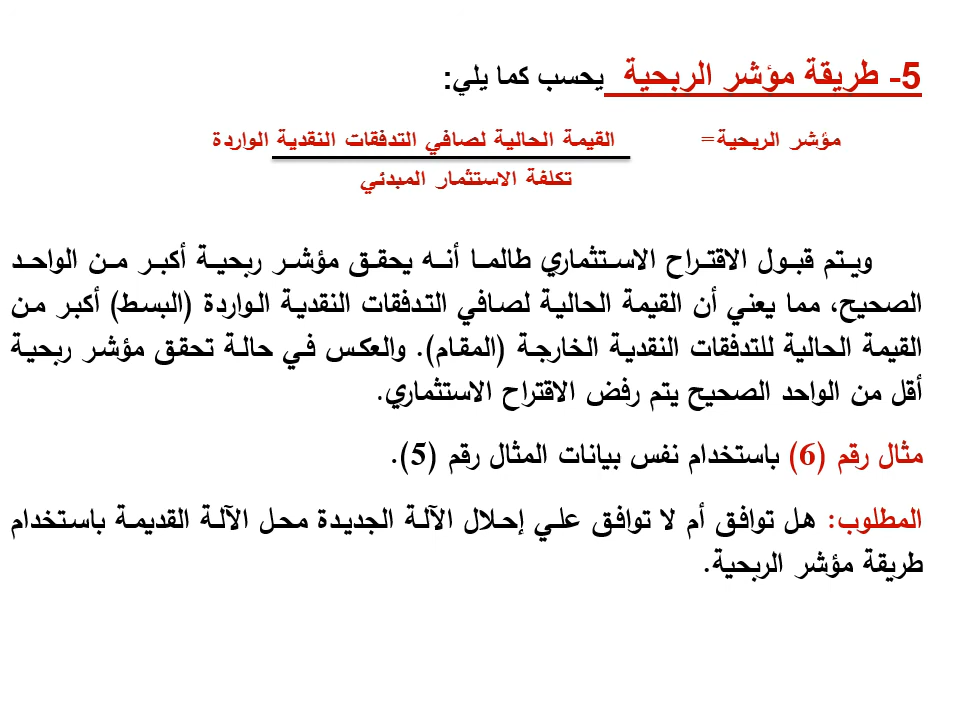 5- طريقة مؤشر الربحية يحسب كما يلي:
مؤشر الربحية= القيمة الحالية لصافي التدفقات النقدية الواردة
تكلفة الاستثمار المبدئي
ويتم قبول الاقتراح الاستثماري طالما أنه يحقق مؤشر ربحية أكبر من الواحد
الصحيح، مما يعني أن القيمة الحالية لصافي التدفقات النقدية الواردة (البسط) أكبر من
القيمة الحالية للتدفقات النقدية الخارجة (المقام). والعكس في حالة تحقق مؤشر ربحية
أقل من الواحد الصحيح يتم رفض الاقتراح الاستثماري.
مثال رقم (6) باستخدام نفس بيانات المثال رقم (5).
المطلوب: هل توافق أم لا توافق علي إحلال الآلة الجديدة محل الآلة القديمة باستخدام
طريقة مؤشر الربحية.